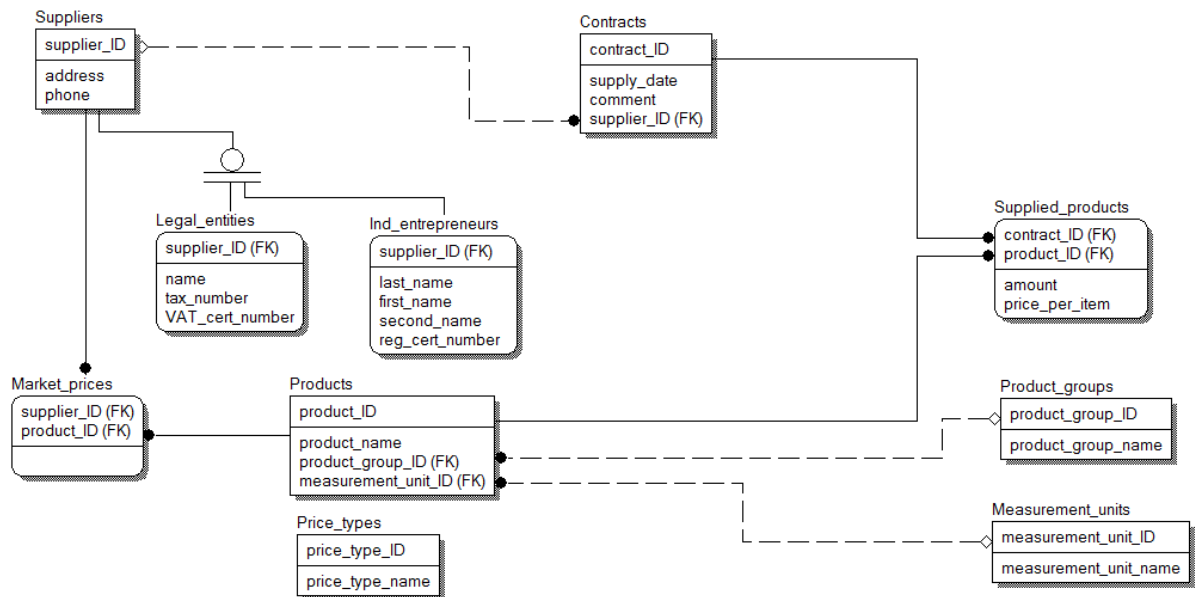 Suppliers
supplier_ID
address
phone
Contracts
contract_ID
supply_date
comment
supplier_ID (FK)
Legal_entities
supplier_ID (FK)
name
tax_number
VAT_cert_number
Ind_entrepreneurs
supplier_ID (FK)
last_name
first_name
second_name
reg_cert_number
Supplied_products
contract_ID (FK)
product_ID (FK)
amount
price_per_item
Market_prices
supplier_ID (FK)
product_ID (FK)
Products
product_ID
product_name
product_group_ID (FK)
measurement_unit_ID (FK)
Product_groups
product_group_ID
product_group_name
Price_types
price_type_ID
price_type_name
Measurement_units
measurement_unit_ID
measurement_unit_name